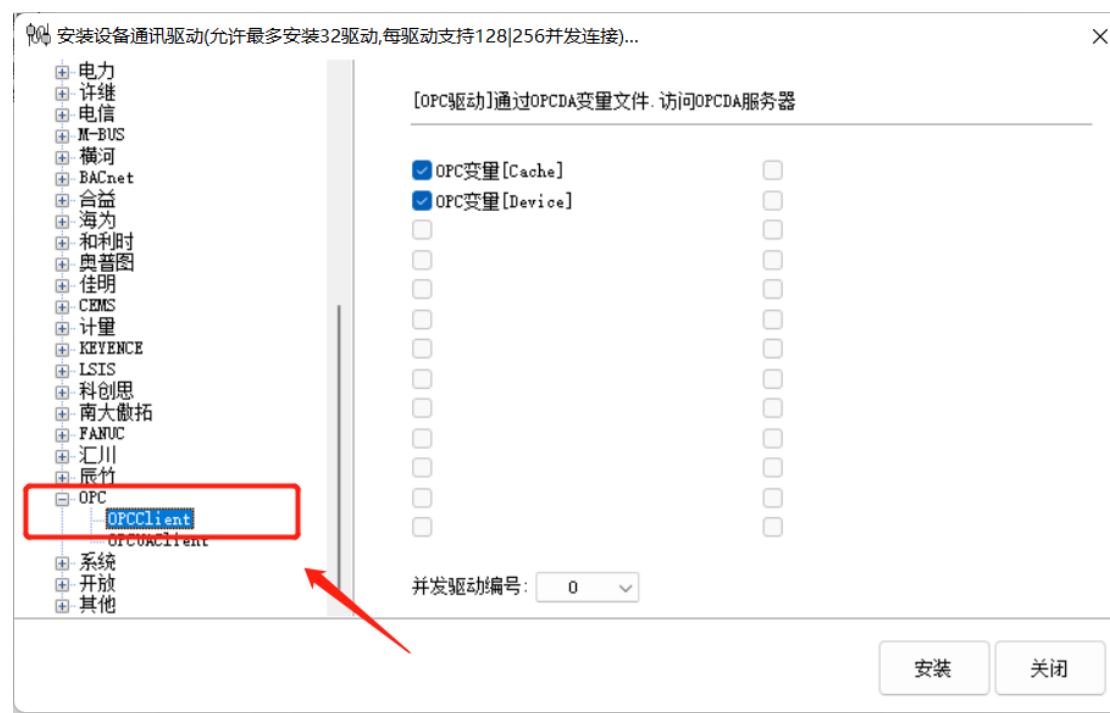 安装设备通讯驱动(允许最多安装32驱动,每驱动支持128|256并发连接)...
电力
许继
电信
M-BUS
横河
BACnet
合益
海为
和利时
奥普图
佳明
CEMS
计量
KEYENCE
LSIS
科创思
南大傲拓
FANUC
汇川
辰竹
OPC
OPCClient
OPCUAClient
系统
开放
其他
[OPC驱动]通过OPCDA变量文件.访问OPCDA服务器
OPC变量[Cache]
OPC变量[Device]
并发驱动编号: 0
安装 关闭